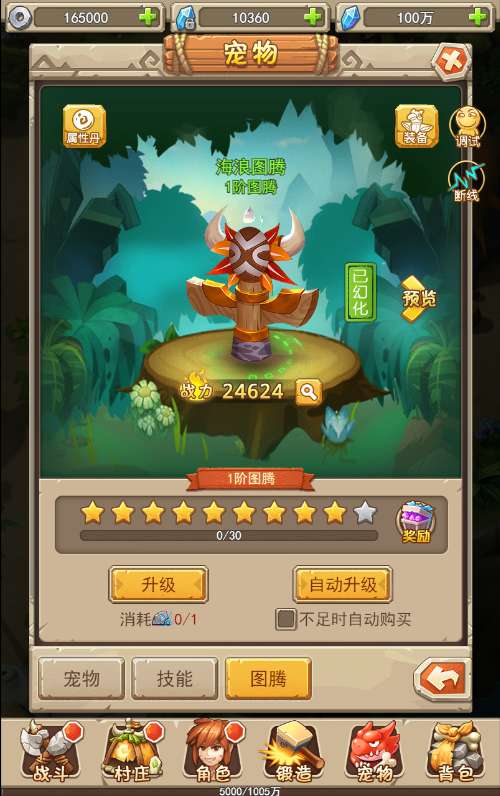 165000
10360
100万
宠物
属性丹
装备
调试
断线
海浪图腾
1阶图腾
已幻化
预览
战力 24624
1阶图腾
0/30
奖励
升级
自动升级
消耗 0/1
不足时自动购买
宠物
技能
图腾
战斗
村庄
角色
锻造
宠物
背包
5000/1005万